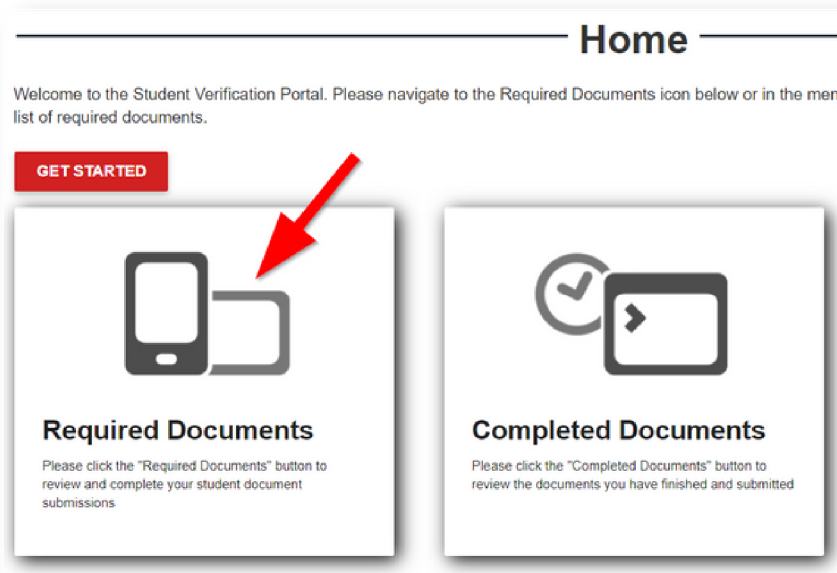 Home
Welcome to the Student Verification Portal. Please navigate to the Required Documents icon below or in the
list of required documents.
GET STARTED
Required Documents
Please click the "Required Documents" button to
review and complete your student document
submissions
Completed Documents
Please click the "Completed Documents" button to
review the documents you have finished and submitted